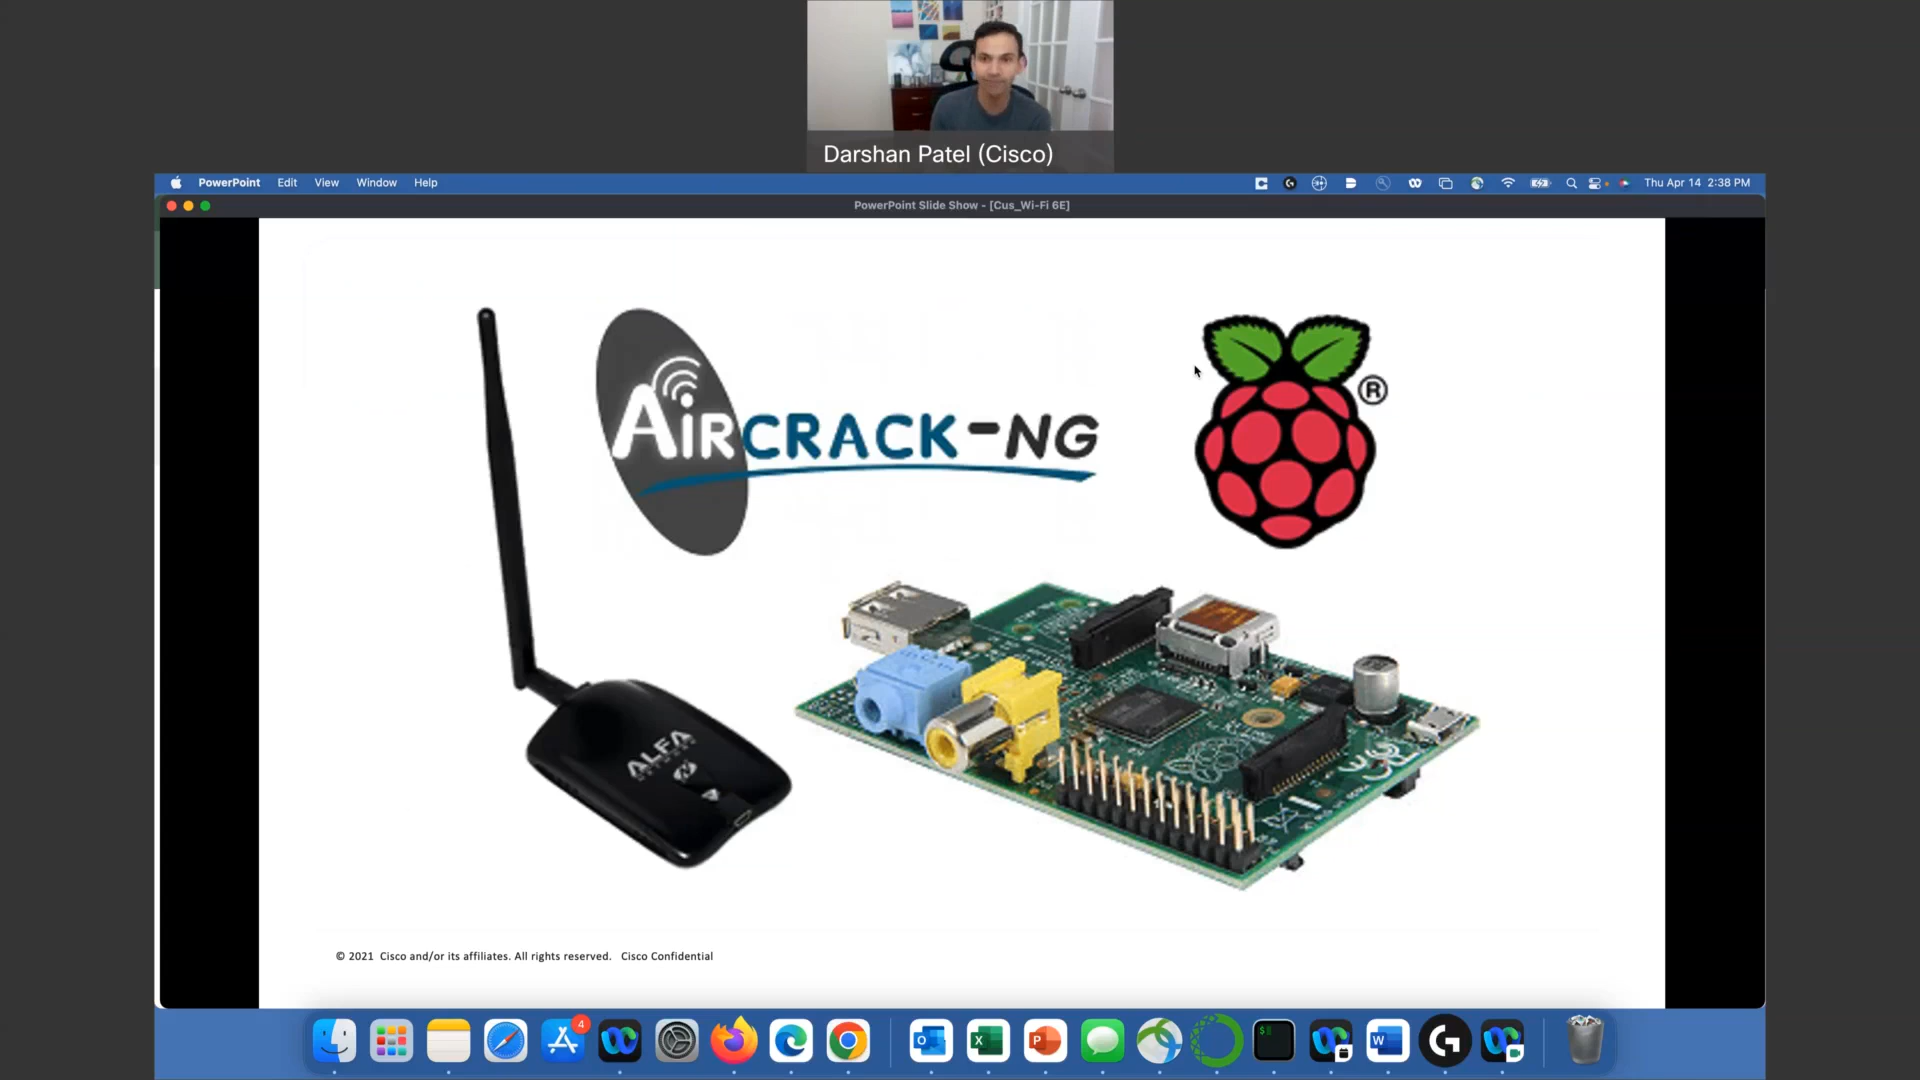 Darshan Patel (Cisco)
PowerPoint Edit View Window Help Thu Apr 14 2:38 PM
PowerPoint Slide Show - [Cus_Wi-Fi 6E]
AIRCRACK-NG
®
ALFA
NETWORK
© 2021 Cisco and/or its affiliates. All rights reserved. Cisco Confidential
4